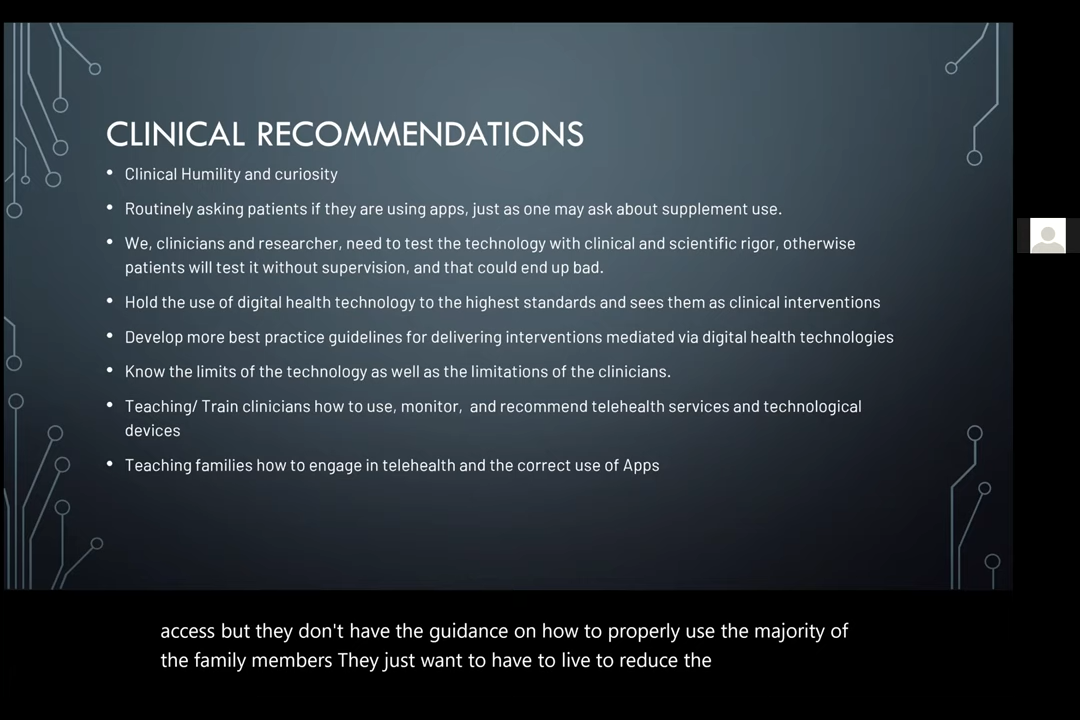 CLINICAL RECOMMENDATIONS
• Clinical Humility and curiosity
• Routinely asking patients if they are using apps, just as one may ask about supplement use.
• We, clinicians and researcher, need to test the technology with clinical and scientific rigor, otherwise
patients will test it without supervision, and that could end up bad.
• Hold the use of digital health technology to the highest standards and sees them as clinical interventions
• Develop more best practice guidelines for delivering interventions mediated via digital health technologies
• Know the limits of the technology as well as the limitations of the clinicians.
• Teaching/ Train clinicians how to use, monitor,  and recommend telehealth services and technological
devices
• Teaching families how to engage in telehealth and the correct use of Apps
access but they don't have the guidance on how to properly use the majority of
the family members They just want to have to live to reduce the